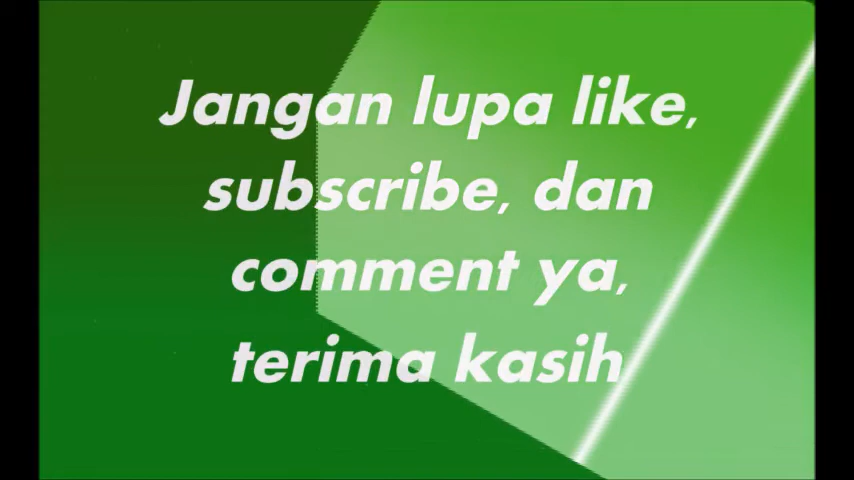 Jangan lupa like,
subscribe, dan
comment ya,
terima kasih